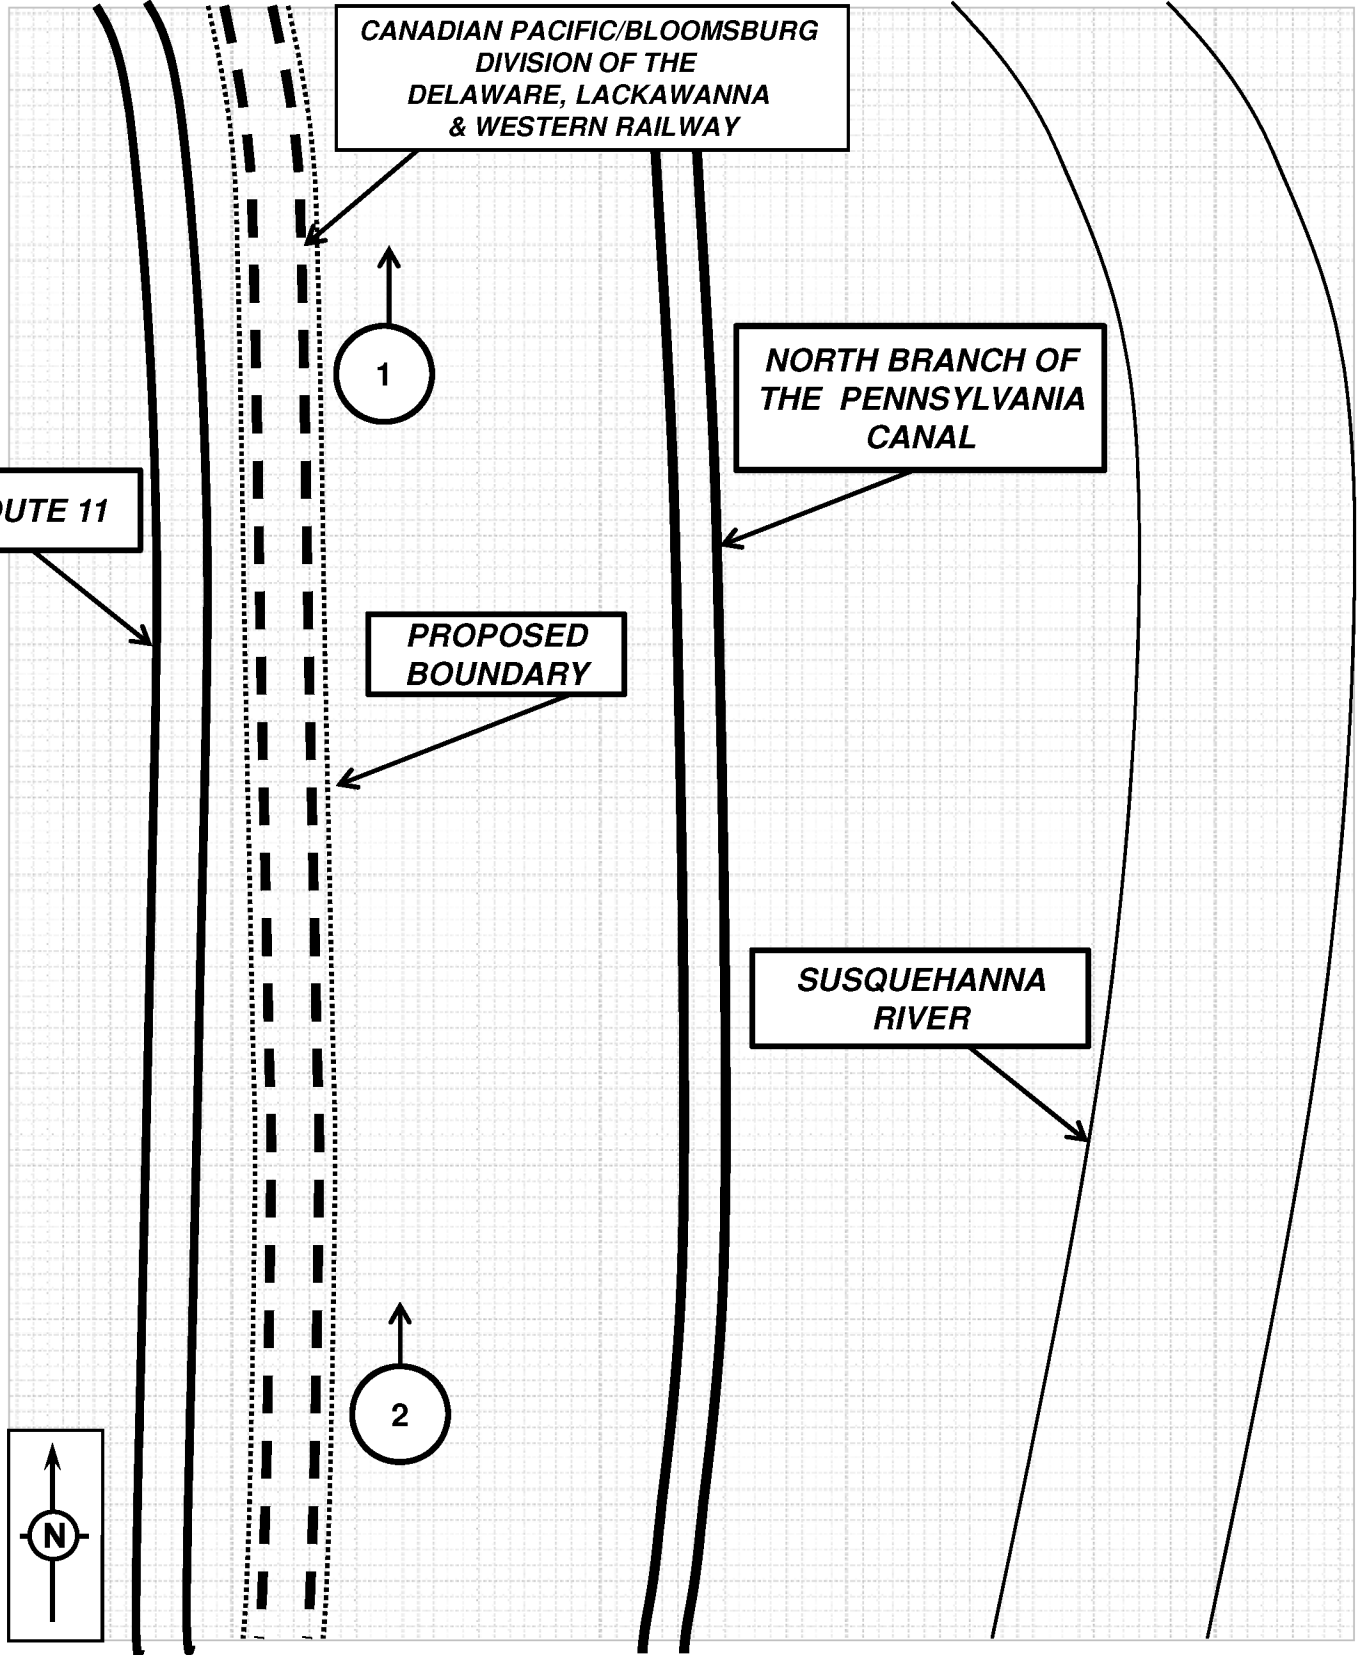 CANADIAN PACIFIC/BLOOMSBURG
DIVISION OF THE
DELAWARE, LACKAWANNA
& WESTERN RAILWAY
1
NORTH BRANCH OF
THE PENNSYLVANIA
CANAL
UTE 11
PROPOSED
BOUNDARY
SUSQUEHANNA
RIVER
2
N